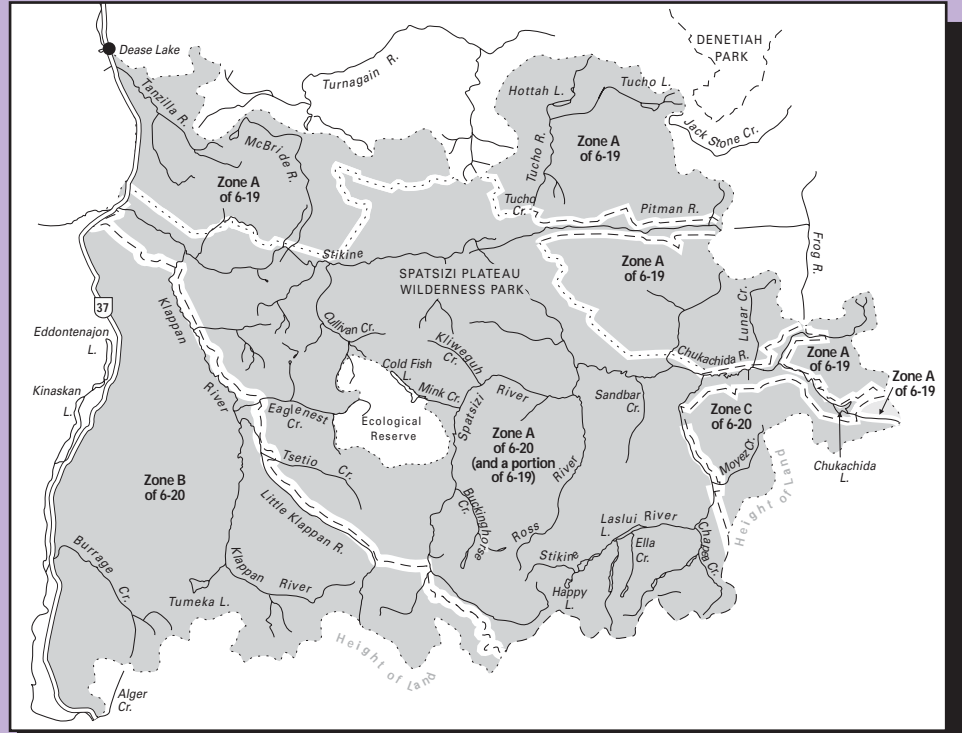 Dease Lake
Turnagain R.
DENETIAH
PARK
Tanzilla R.
Hottah L.
Tucho L.
Jack Stone Cr.
McBride R.
Tucho R.
Zone A
of 6-19
Zone A
of 6-19
Tucho
Cr.
Pitman R.
Stikine
Frog R.
SPATSIZI PLATEAU
WILDERNESS PARK
Zone A
of 6-19
37
Klappan
River
Eddontenajon
L.
Cullivan Cr.
Kliweguh
Cr.
Lunar Cr.
Chukachida R.
Zone A
of 6-19
Zone A
of 6-19
Cold Fish
L.
Mink Cr.
Kinaskan
L.
Spatsizi
River
Sandbar
Cr.
Eaglenest
Cr.
Ecological
Reserve
Zone C
of 6-20
Zone A
of 6-20
(and a portion
of 6-19)
Moyez Cr.
Chukachida
L.
Height of Land
Tsetio Cr.
Zone B
of 6-20
Little Klappan R.
Buckinghorse
Cr.
Ross
River
Laslui
L.
River
Stikine
Ella
Cr.
Chapea Cr.
Burrage Cr.
Klappan River
Happy
L.
Tumeka L.
Height of Land
Alger
Cr.